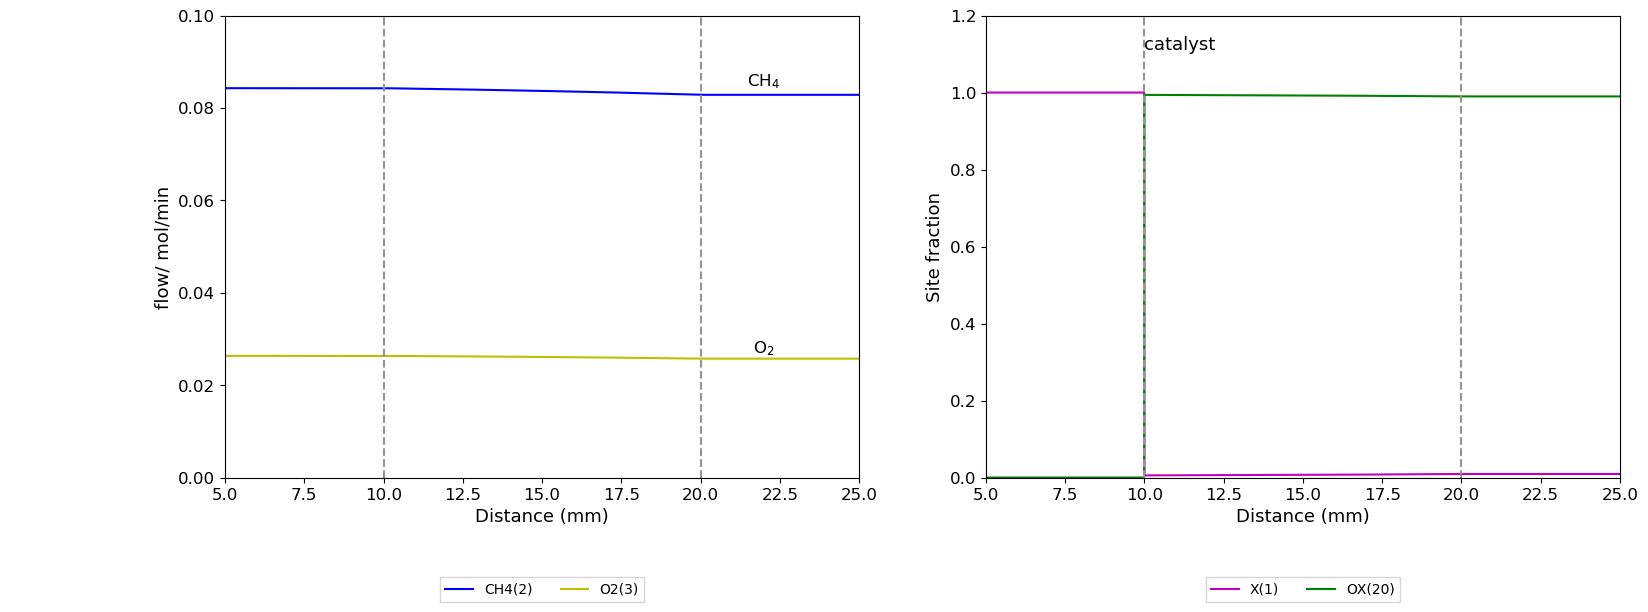 0.10
0.08
0.06
0.04
0.02
0.00
flow/ mol/min
CH₄
O₂
5.0 7.5 10.0 12.5 15.0 17.5 20.0 22.5 25.0
Distance (mm)
CH4(2) O2(3)
1.2
1.0
0.8
0.6
0.4
0.2
0.0
Site fraction
catalyst
5.0 7.5 10.0 12.5 15.0 17.5 20.0 22.5 25.0
Distance (mm)
X(1) OX(20)